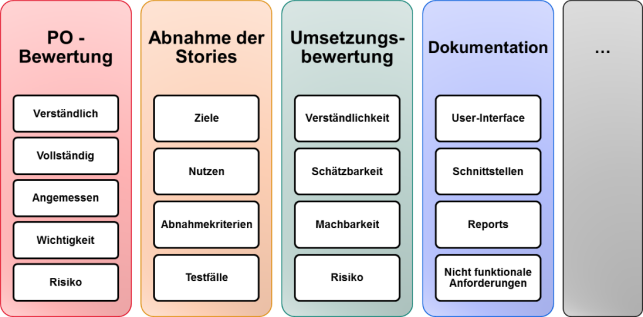 PO -
Bewertung
Verständlich
Vollständig
Angemessen
Wichtigkeit
Risiko
Abnahme der
Stories
Ziele
Nutzen
Abnahmekriterien
Testfälle
Umsetzungs-
bewertung
Verständlichkeit
Schätzbarkeit
Machbarkeit
Risiko
Dokumentation
User-Interface
Schnittstellen
Reports
Nicht funktionale
Anforderungen
...